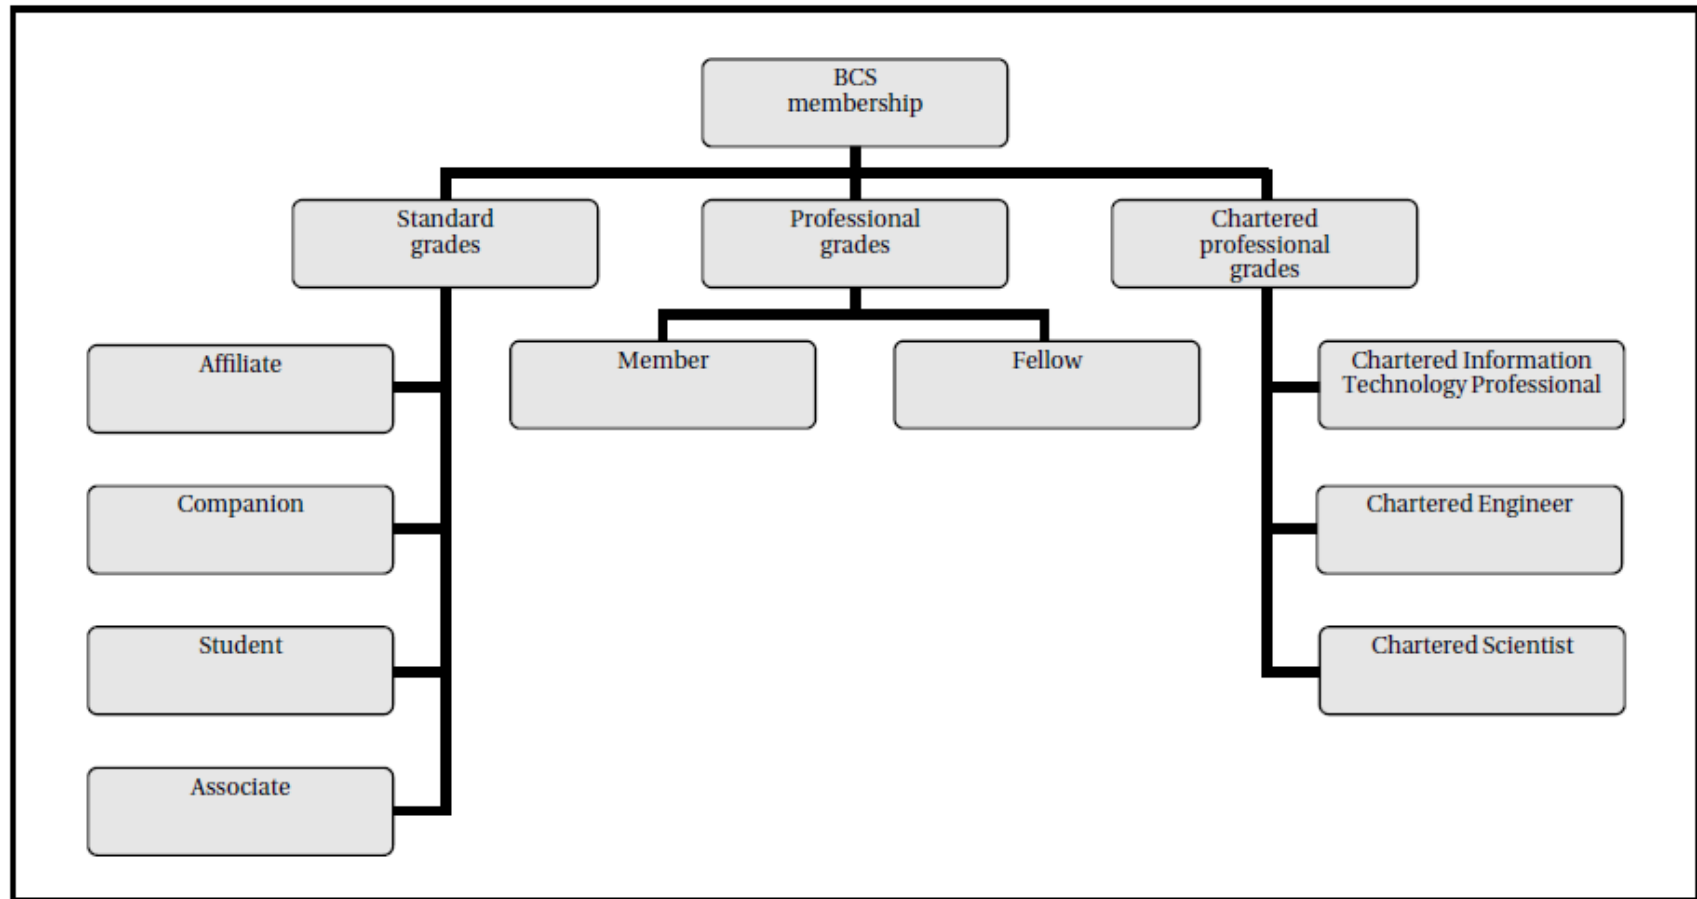 BCS
membership
Standard
grades
Professional
grades
Chartered
professional
grades
Affiliate
Member
Fellow
Chartered Information
Technology Professional
Companion
Chartered Engineer
Student
Chartered Scientist
Associate